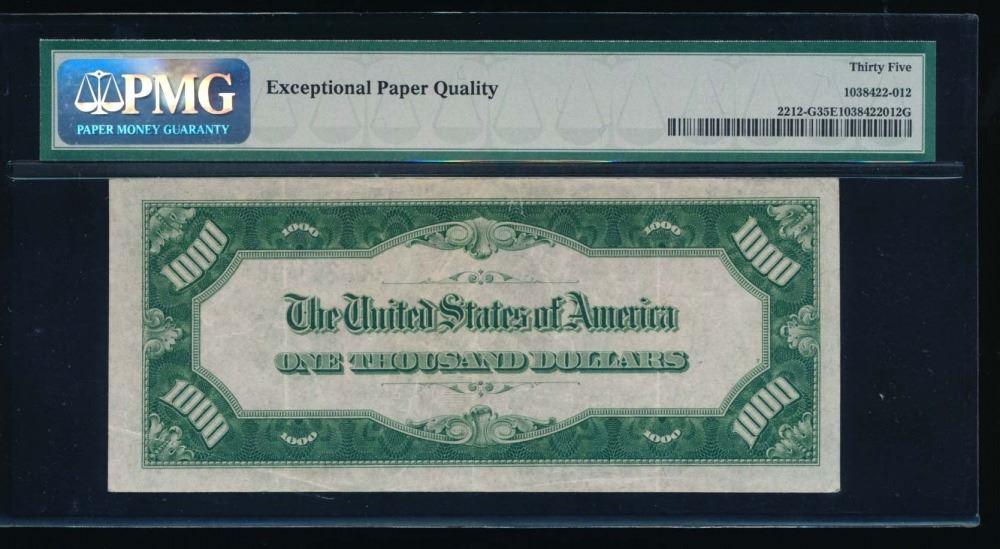 PMG
PAPER MONEY GUARANTY
Exceptional Paper Quality
Thirty Five
1038422-012
2212-G35E1038422012G
1000 1000 1000 1000
The United States of America
ONE THOUSAND DOLLARS
1000 1000 1000 1000